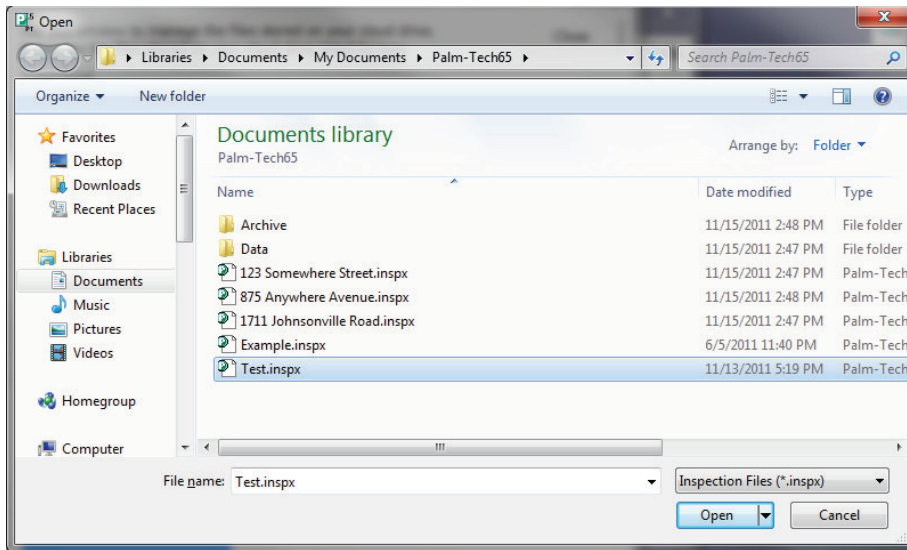 Open
Libraries Documents My Documents Palm-Tech65 Search Palm-Tech65
Organize New folder
Favorites
Desktop
Downloads
Recent Places
Libraries
Documents
Music
Pictures
Videos
Homegroup
Computer
Documents library
Palm-Tech65
Arrange by: Folder
Name Date modified Type
Archive 11/15/2011 2:48 PM File folder
Data 11/15/2011 2:47 PM File folder
123 Somewhere Street.inspx 11/15/2011 2:47 PM Palm-Tech
875 Anywhere Avenue.inspx 11/15/2011 2:48 PM Palm-Tech
1711 Johnsonville Road.inspx 11/15/2011 2:47 PM Palm-Tech
Example.inspx 6/5/2011 11:40 PM Palm-Tech
Test.inspx 11/13/2011 5:19 PM Palm-Tech
File name: Test.inspx Inspection Files (*.inspx)
Open Cancel